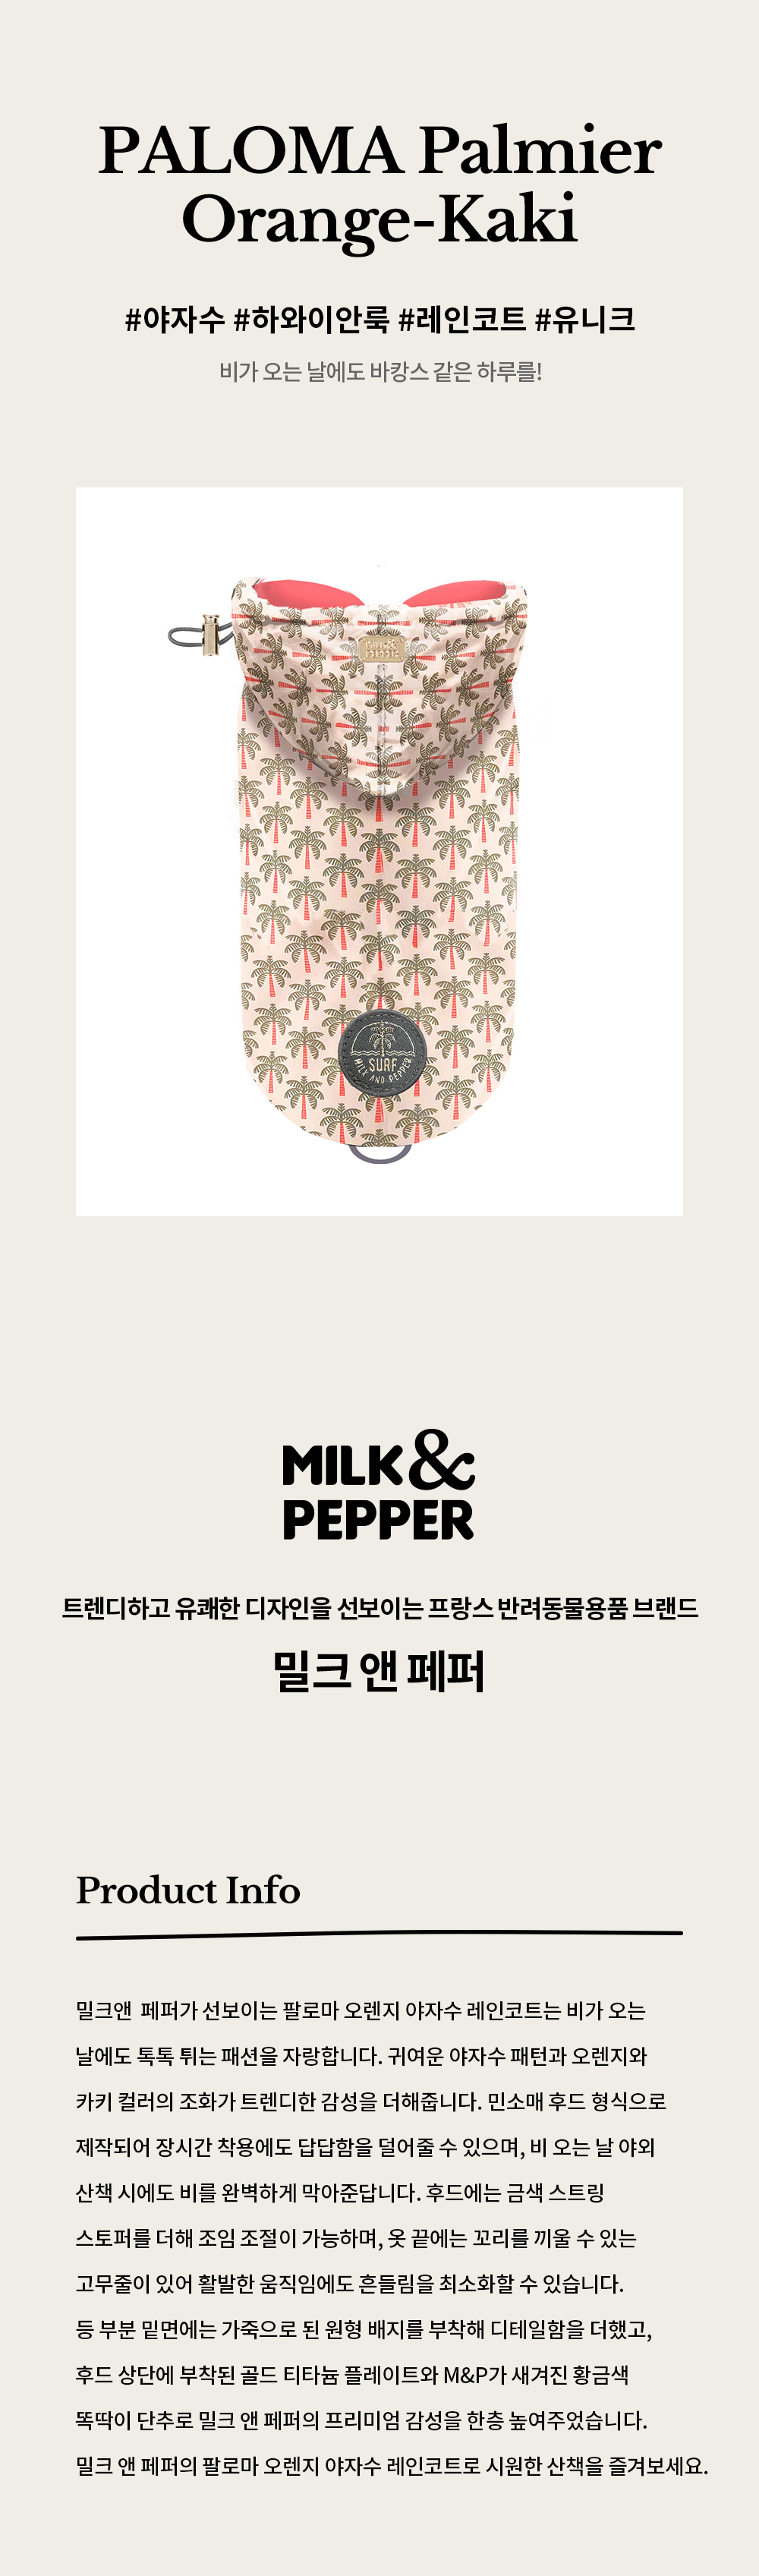 PALOMA Palmier
Orange-Kaki
#야자수 #하와이안룩 #레인코트 #유니크
비가 오는 날에도 바캉스 같은 하루를!
MILK &
PEPPER
SURF
MILK AND PEPPER
MILK&
PEPPER
트렌디하고 유쾌한 디자인을 선보이는 프랑스 반려동물용품 브랜드
밀크 앤 페퍼
Product Info
밀크앤 페퍼가 선보이는 팔로마 오렌지 야자수 레인코트는 비가 오는
날에도 톡톡 튀는 패션을 자랑합니다. 귀여운 야자수 패턴과 오렌지와
카키 컬러의 조화가 트렌디한 감성을 더해줍니다. 민소매 후드 형식으로
제작되어 장시간 착용에도 답답함을 덜어줄 수 있으며, 비 오는 날 야외
산책 시에도 비를 완벽하게 막아준답니다. 후드에는 금색 스트링
스토퍼를 더해 조임 조절이 가능하며, 옷 끝에는 꼬리를 끼울 수 있는
고무줄이 있어 활발한 움직임에도 흔들림을 최소화할 수 있습니다.
등 부분 밑면에는 가죽으로 된 원형 배지를 부착해 디테일함을 더했고,
후드 상단에 부착된 골드 티타늄 플레이트와 M&P가 새겨진 황금색
똑딱이 단추로 밀크 앤 페퍼의 프리미엄 감성을 한층 높여주었습니다.
밀크 앤 페퍼의 팔로마 오렌지 야자수 레인코트로 시원한 산책을 즐겨보세요.